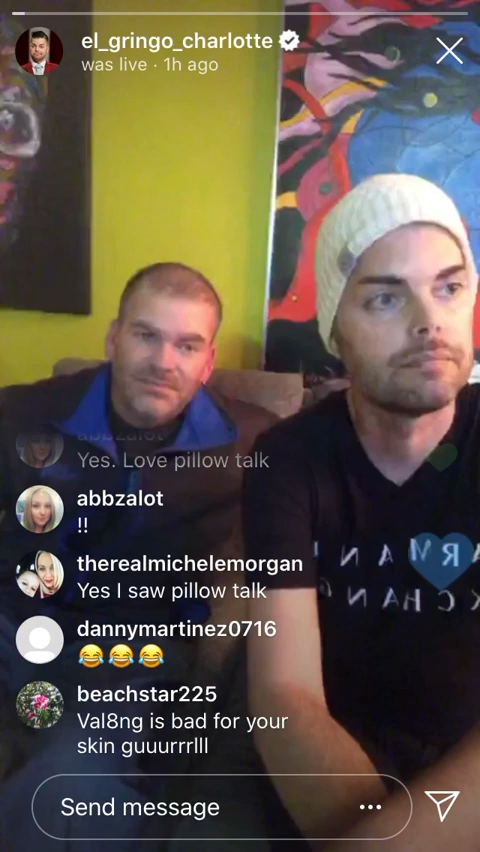 el_gringo_charlotte
was live · 1h ago
abbzalot
Yes. Love pillow talk
abbzalot
!!
therealmichelemorgan
Yes I saw pillow talk
dannymartinez0716
😂😂😂
beachstar225
Val8ng is bad for your
skin guuurrrlll
Send message